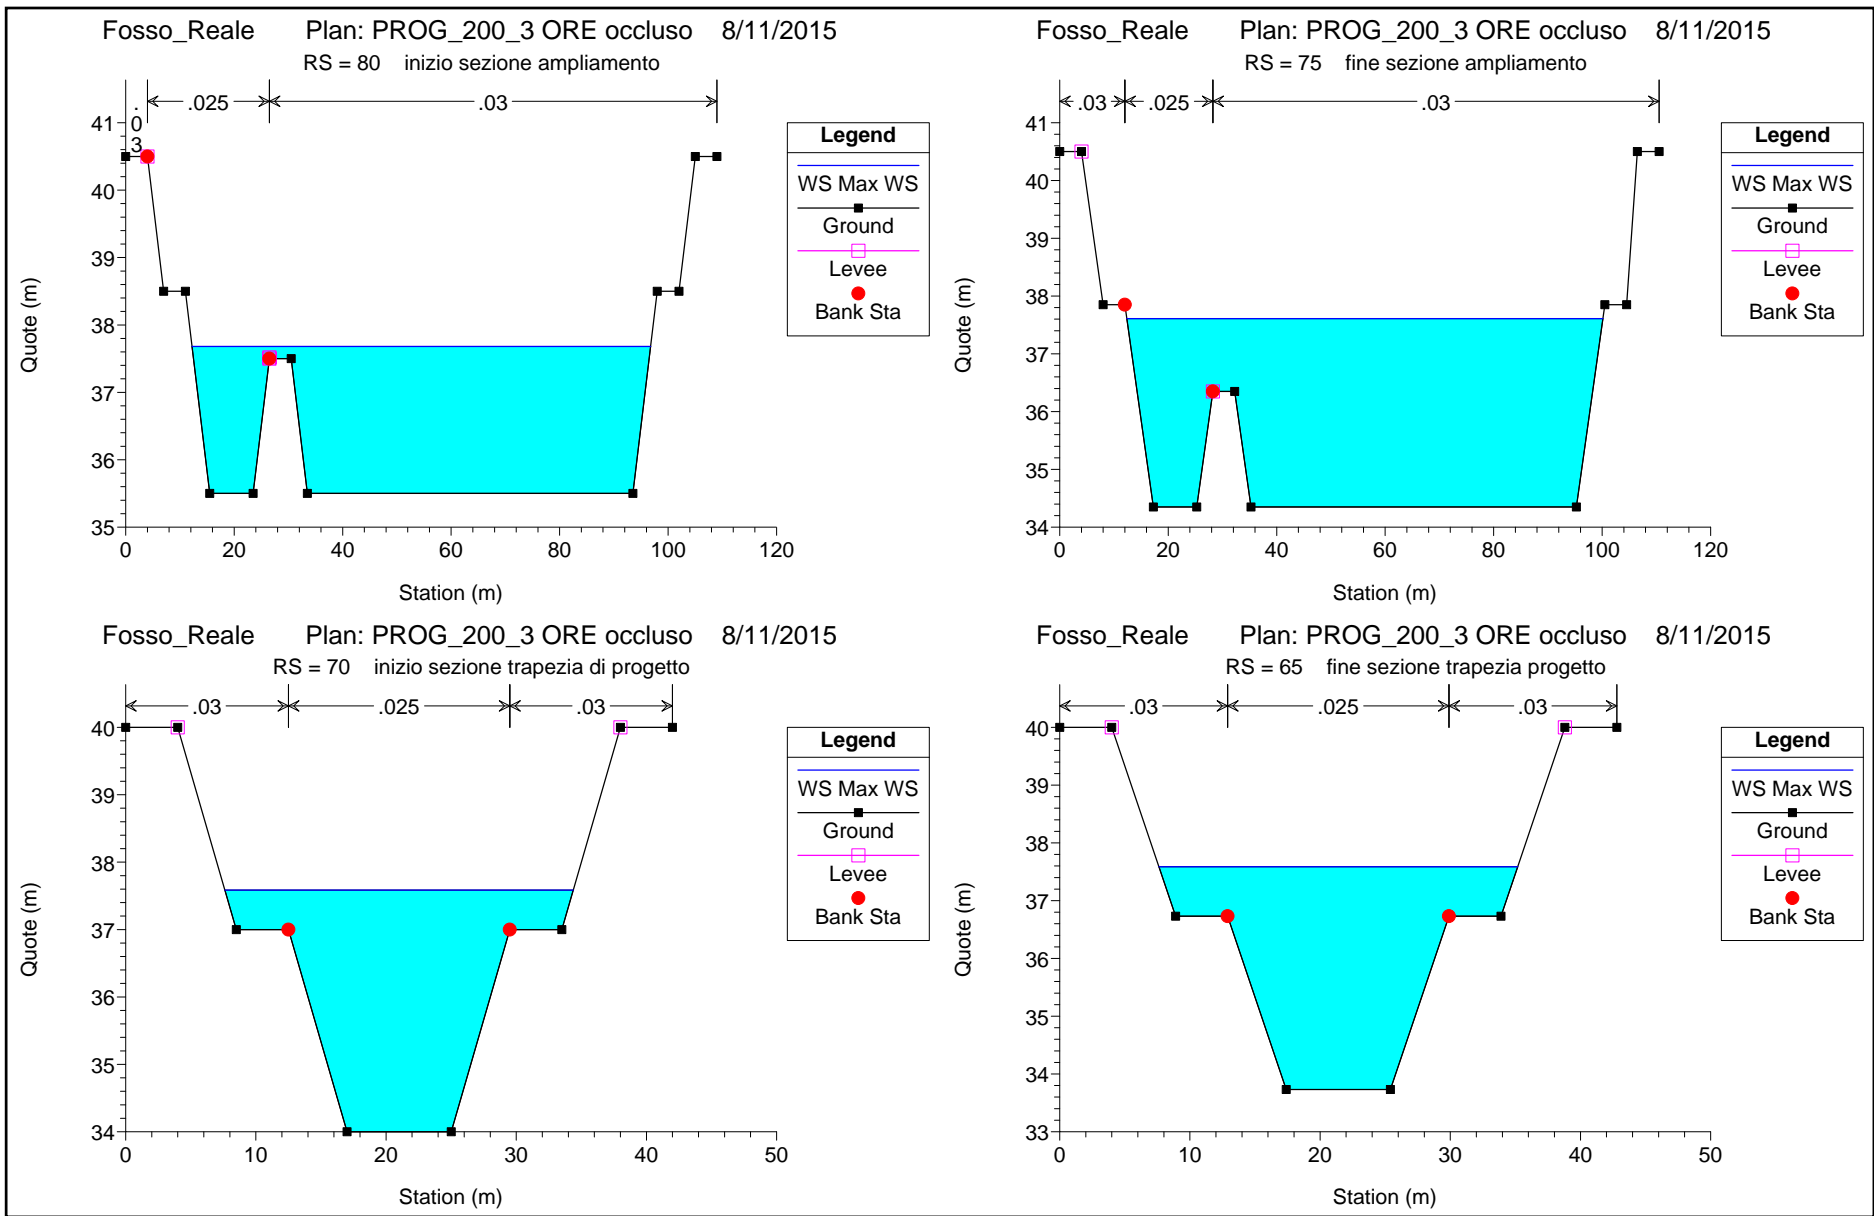 Fosso_Reale Plan: PROG_200_3 ORE occluso 8/11/2015
RS = 80 inizio sezione ampliamento
.03
.025
.03
41
40
39
38
37
36
35
0 20 40 60 80 100 120
Quote (m)
Station (m)
Legend
WS Max WS
Ground
Levee
Bank Sta
Fosso_Reale Plan: PROG_200_3 ORE occluso 8/11/2015
RS = 75 fine sezione ampliamento
.03
.025
.03
41
40
39
38
37
36
35
34
0 20 40 60 80 100 120
Quote (m)
Station (m)
Legend
WS Max WS
Ground
Levee
Bank Sta
Fosso_Reale Plan: PROG_200_3 ORE occluso 8/11/2015
RS = 70 inizio sezione trapezia di progetto
.03
.025
.03
40
39
38
37
36
35
34
0 10 20 30 40 50
Quote (m)
Station (m)
Legend
WS Max WS
Ground
Levee
Bank Sta
Fosso_Reale Plan: PROG_200_3 ORE occluso 8/11/2015
RS = 65 fine sezione trapezia progetto
.03
.025
.03
40
39
38
37
36
35
34
33
0 10 20 30 40 50
Quote (m)
Station (m)
Legend
WS Max WS
Ground
Levee
Bank Sta